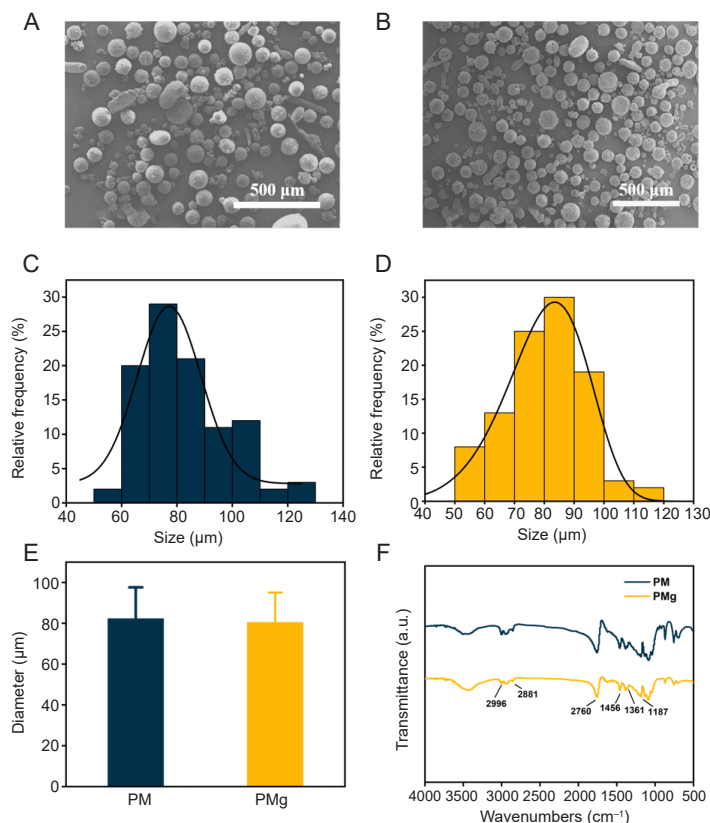 A
B
500 µm
500 µm
C
D
Relative frequency (%)
30
25
20
15
10
5
0
40
60
80
100
120
140
Size (µm)
Relative frequency (%)
30
25
20
15
10
5
0
40
50
60
70
80
90
100
110
120
130
Size (µm)
E
F
Diameter (µm)
100
80
60
40
20
0
PM
PMg
Transmittance (a.u.)
PM
PMg
2996
2881
2760
1456
1361
1187
4000
3500
3000
2500
2000
1500
1000
500
Wavenumbers (cm⁻¹)